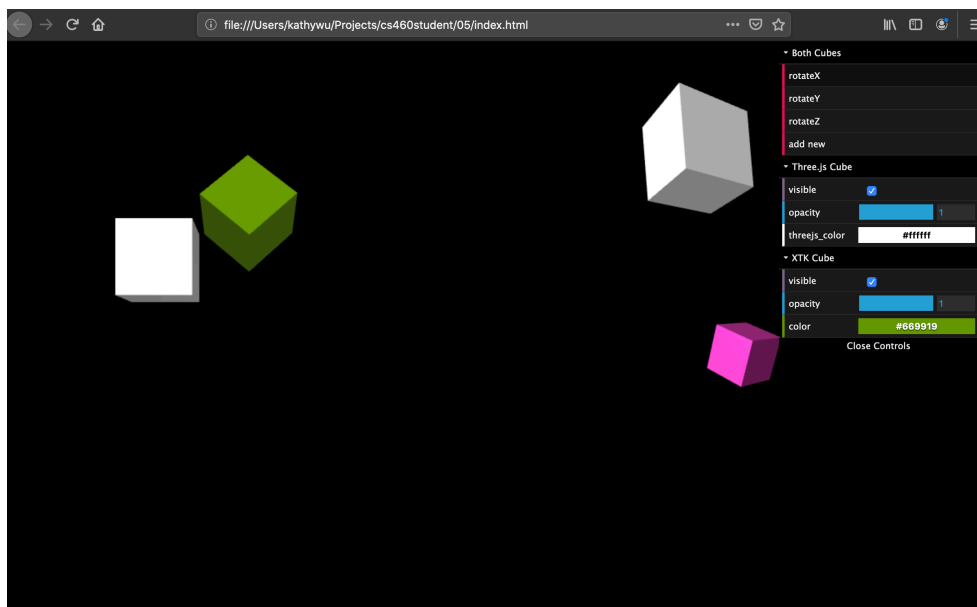 file:///Users/kathywu/Projects/cs460student/05/index.html
Both Cubes
rotateX
rotateY
rotateZ
add new
Three.js Cube
visible
opacity 1
threejs_color #ffffff
XTK Cube
visible
opacity 1
color #669919
Close Controls